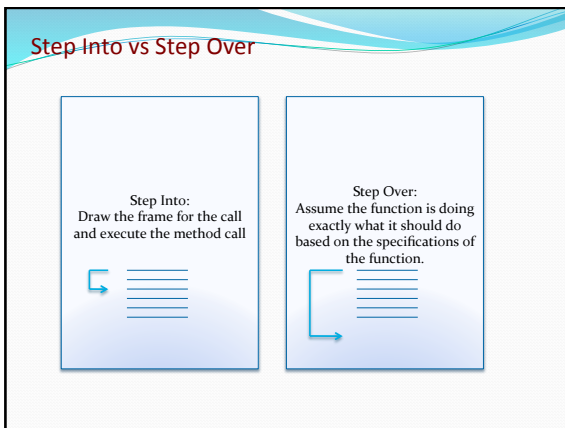 Step Into vs Step Over
Step Into:
Draw the frame for the call
and execute the method call
Step Over:
Assume the function is doing
exactly what it should do
based on the specifications of
the function.